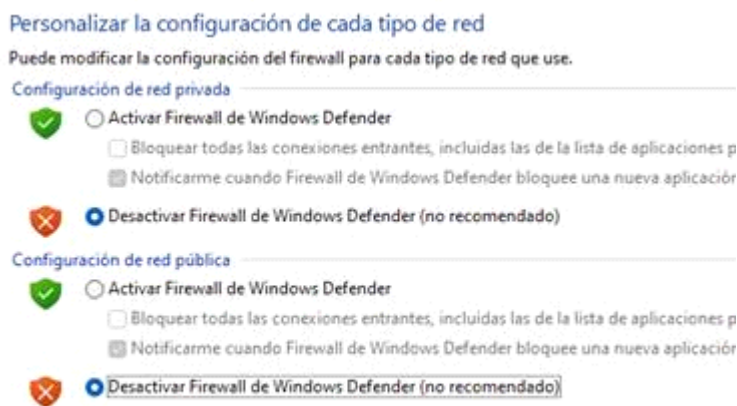 Personalizar la configuración de cada tipo de red
Puede modificar la configuración del firewall para cada tipo de red que use.
Configuración de red privada
Activar Firewall de Windows Defender
Bloquear todas las conexiones entrantes, incluidas las de la lista de aplicaciones p
Notificarme cuando Firewall de Windows Defender bloquee una nueva aplicación
Desactivar Firewall de Windows Defender (no recomendado)
Configuración de red pública
Activar Firewall de Windows Defender
Bloquear todas las conexiones entrantes, incluidas las de la lista de aplicaciones p
Notificarme cuando Firewall de Windows Defender bloquee una nueva aplicación
Desactivar Firewall de Windows Defender (no recomendado)